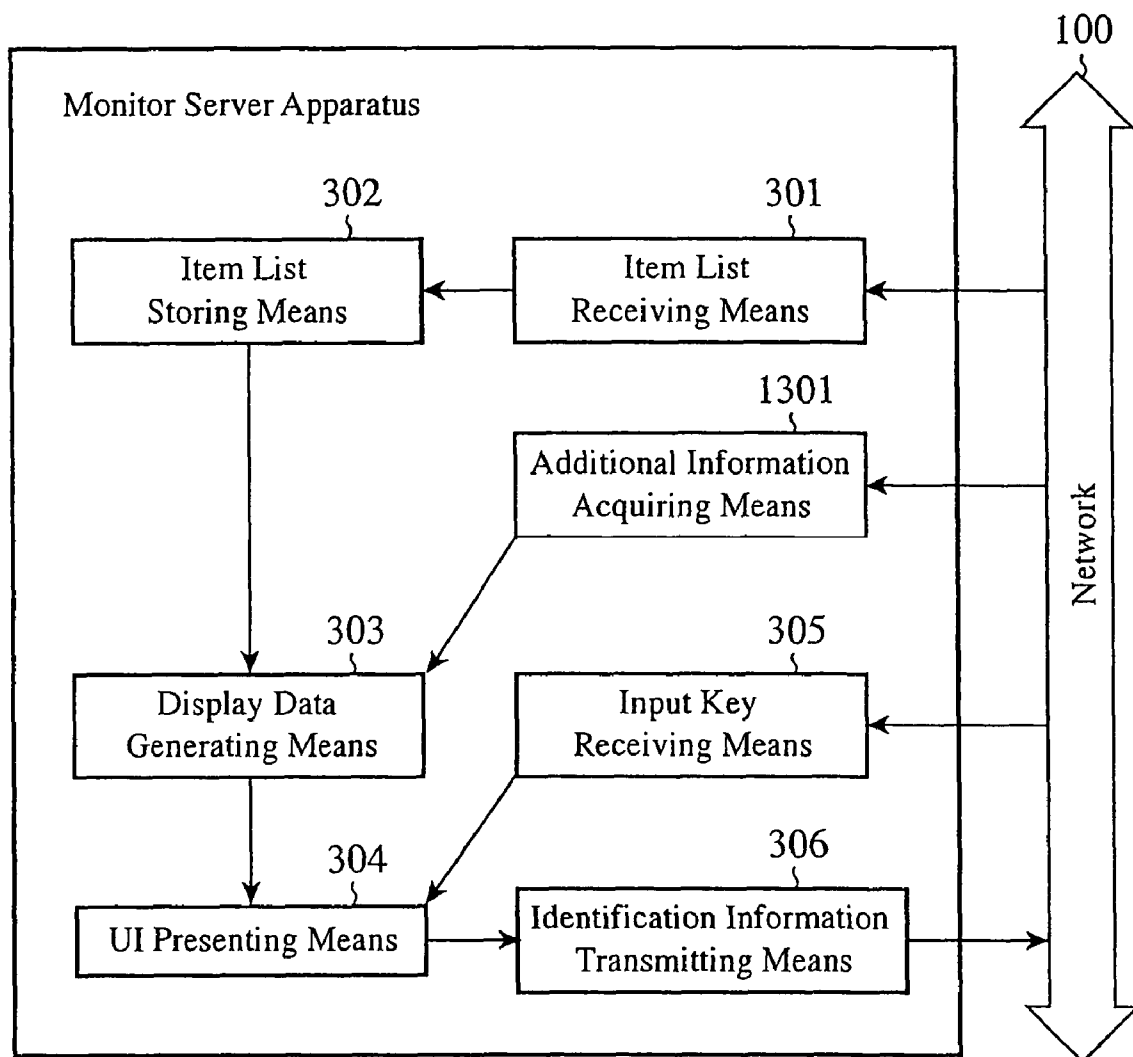 100
Monitor Server Apparatus
302
301
Item List
Storing Means
Item List
Receiving Means
1301
Additional Information
Acquiring Means
Network
303
305
Display Data
Generating Means
Input Key
Receiving Means
304
306
UI Presenting Means
Identification Information
Transmitting Means